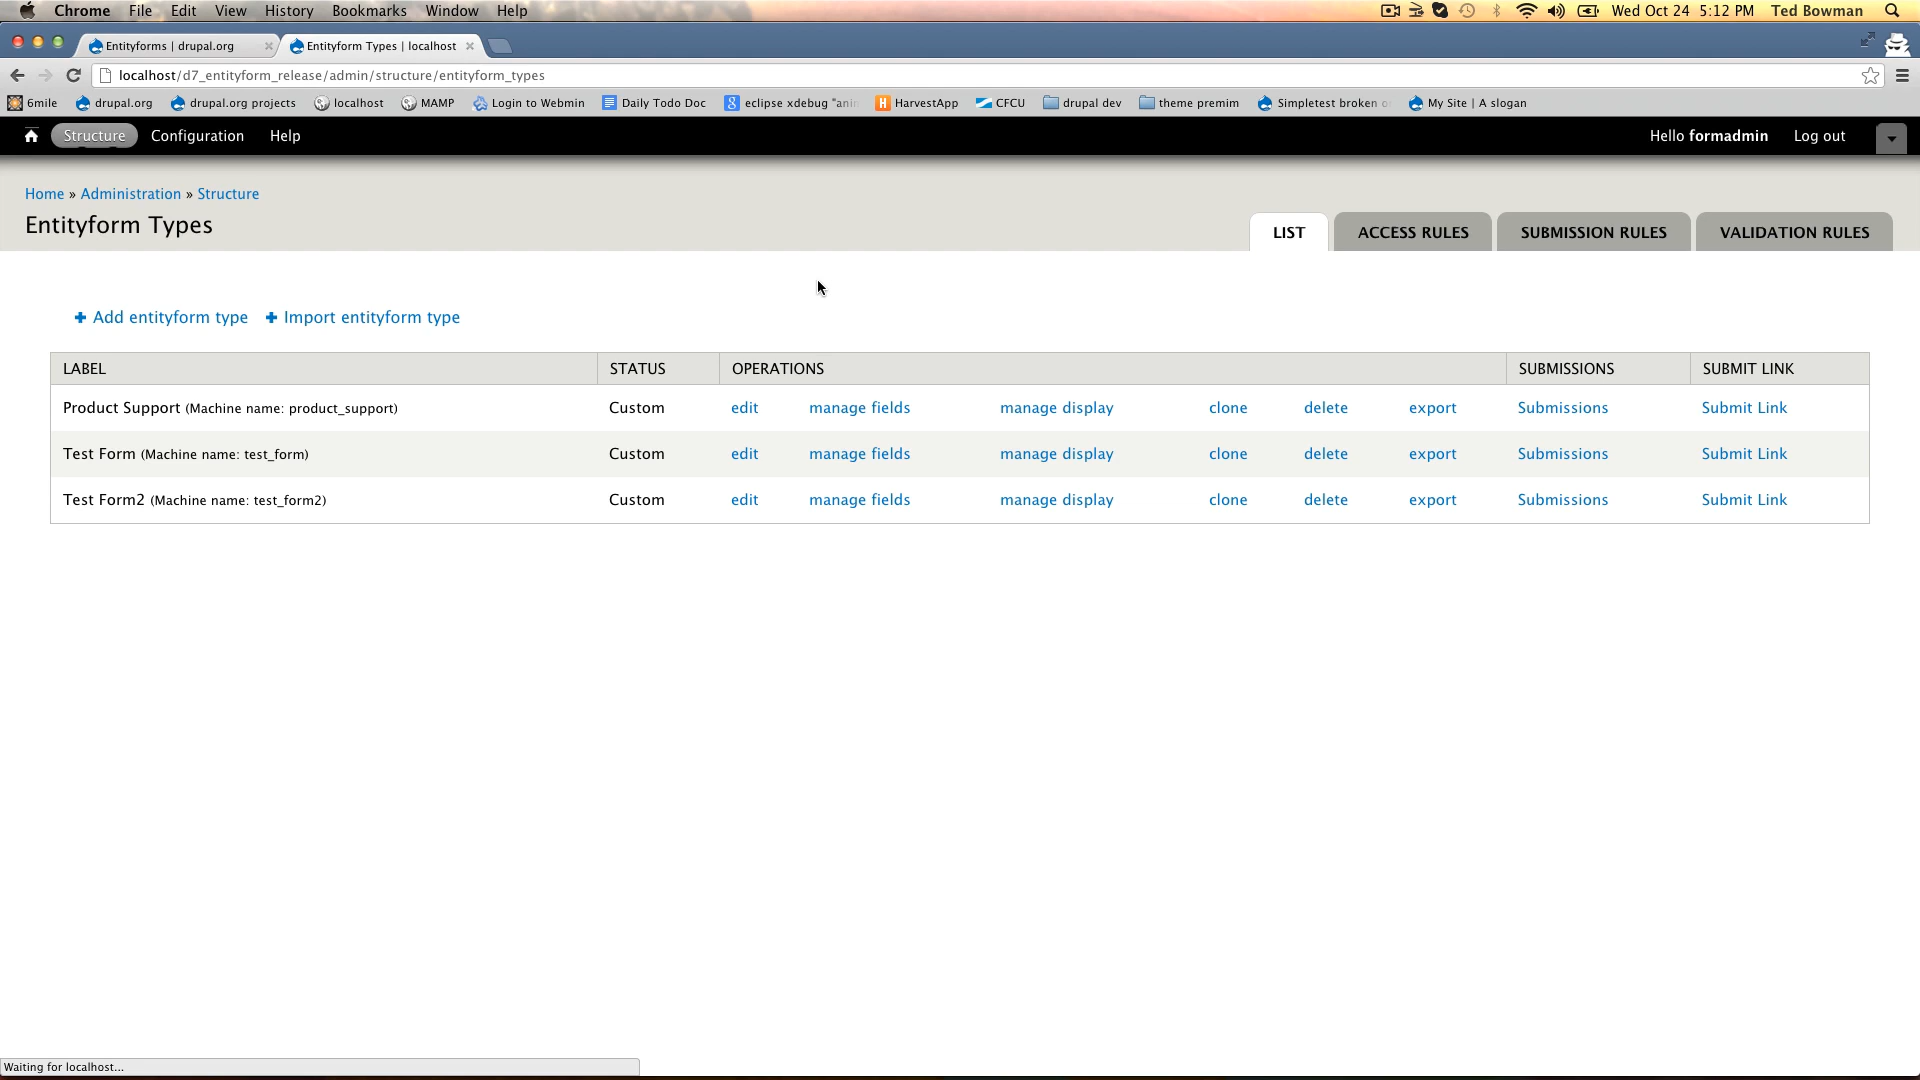 Chrome File Edit View History Bookmarks Window Help Wed Oct 24 5:12 PM Ted Bowman
Entityforms | drupal.org Entityform Types | localhost
localhost/d7_entityform_release/admin/structure/entityform_types
6mile drupal.org drupal.org projects localhost MAMP Login to Webmin Daily Todo Doc eclipse xdebug "ani HarvestApp CFCU drupal dev theme premim Simpletest broken My Site | A slogan
Structure Configuration Help Hello formadmin Log out
Home » Administration » Structure
Entityform Types
LIST ACCESS RULES SUBMISSION RULES VALIDATION RULES
Add entityform type Import entityform type
LABEL STATUS OPERATIONS SUBMISSIONS SUBMIT LINK
Product Support (Machine name: product_support) Custom edit manage fields manage display clone delete export Submissions Submit Link
Test Form (Machine name: test_form) Custom edit manage fields manage display clone delete export Submissions Submit Link
Test Form2 (Machine name: test_form2) Custom edit manage fields manage display clone delete export Submissions Submit Link
Waiting for localhost...